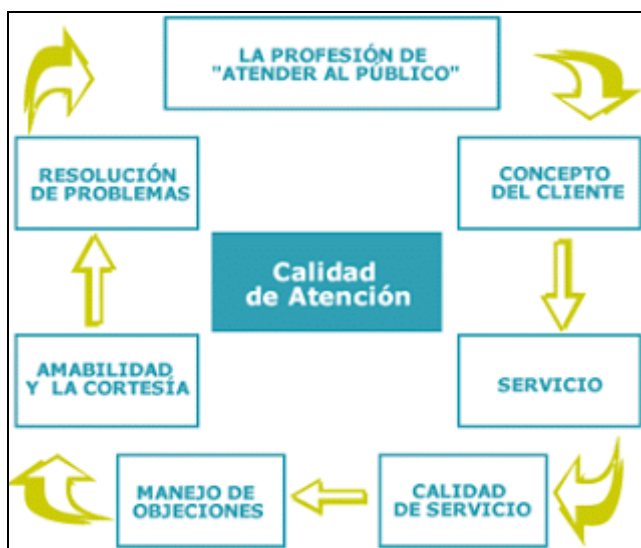 LA PROFESIÓN DE
"ATENDER AL PÚBLICO"
CONCEPTO
DEL CLIENTE
SERVICIO
CALIDAD
DE SERVICIO
MANEJO DE
OBJECIONES
AMABILIDAD
Y LA CORTESÍA
RESOLUCIÓN
DE PROBLEMAS
Calidad
de Atención